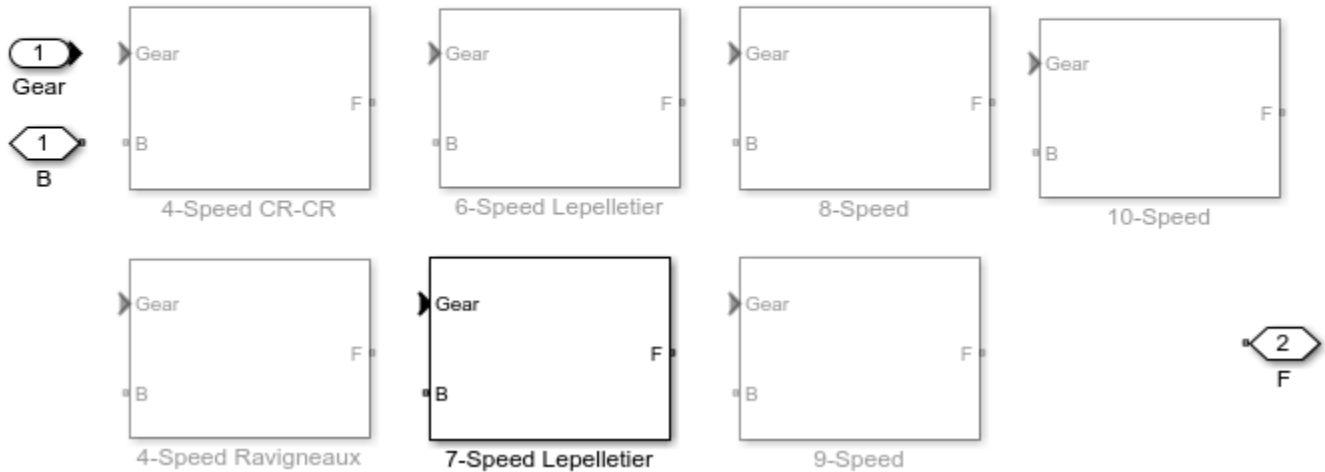 1
Gear
1
B
Gear
B
F
4-Speed CR-CR
Gear
B
F
6-Speed Lepelletier
Gear
B
F
8-Speed
Gear
B
F
10-Speed
Gear
B
F
4-Speed Ravigneaux
Gear
B
F
7-Speed Lepelletier
Gear
B
F
9-Speed
2
F